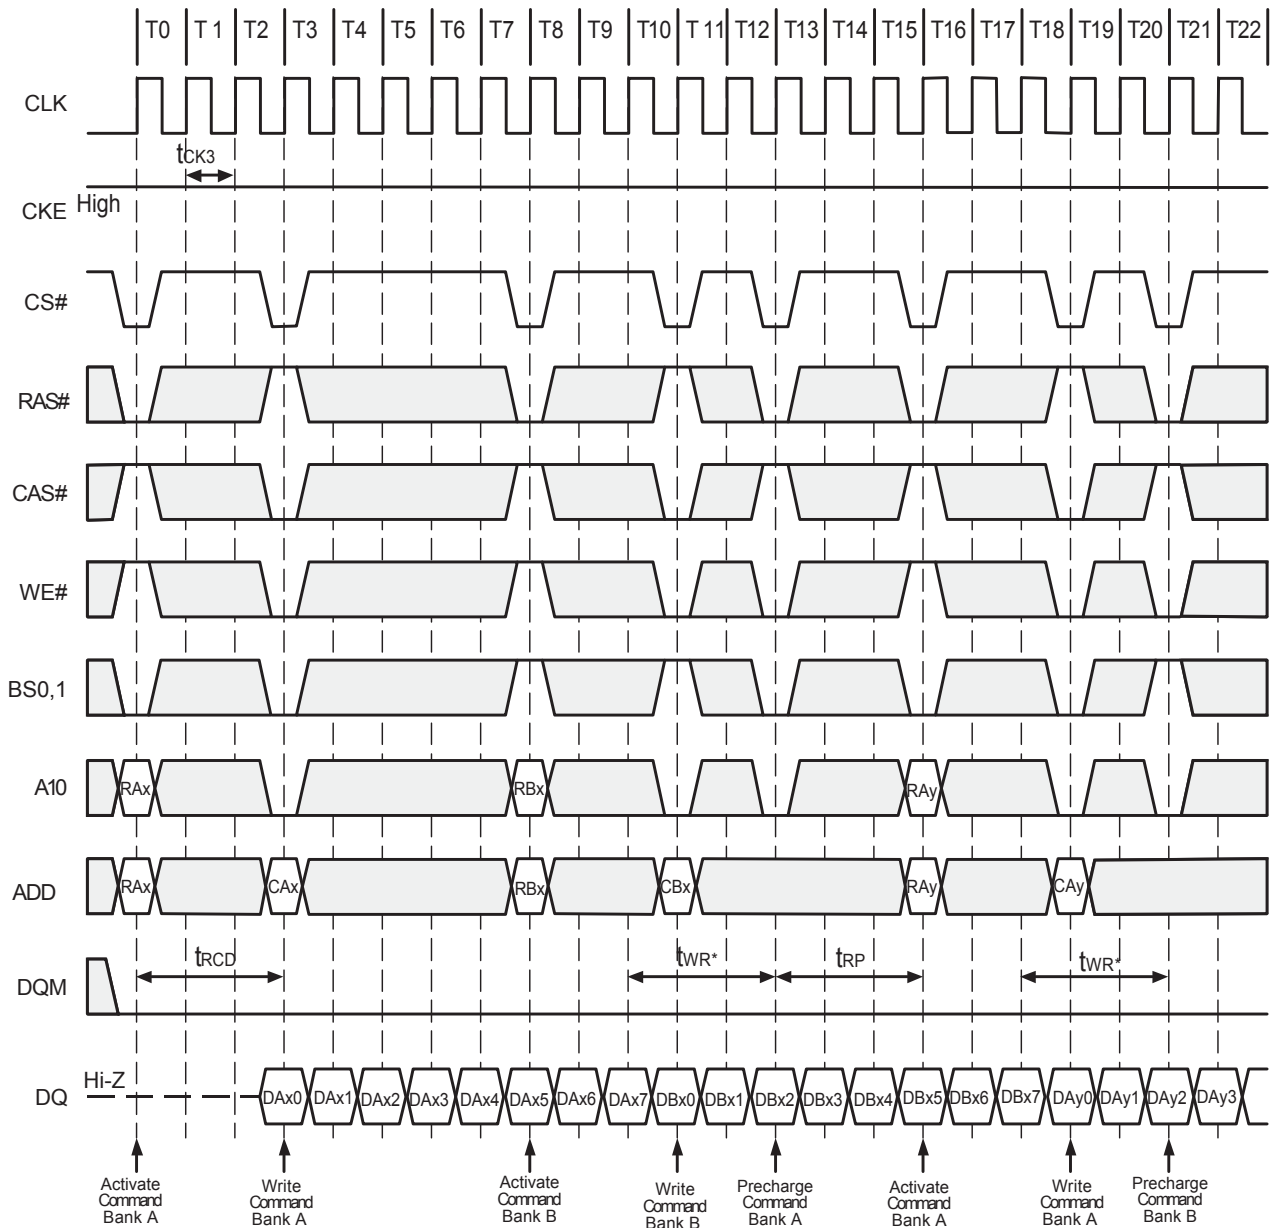 T0 T 1 T2 T3 T4 T5 T6 T7 T8 T9 T10 T 11 T12 T13 T14 T15 T16 T17 T18 T19 T20 T21 T22
CLK
tCK3
High
CKE
CS#
RAS#
CAS#
WE#
BS0,1
A10 RAx RBx RAy
ADD RAx CAx RBx CBx RAy CAy
tRCD tWR* tRP tWR*
DQM
Hi-Z
DQ DAx0 DAx1 DAx2 DAx3 DAx4 DAx5 DAx6 DAx7 DBx0 DBx1 DBx2 DBx3 DBx4 DBx5 DBx6 DBx7 DAy0 DAy1 DAy2 DAy3
Activate
Command
Bank A
Write
Command
Bank A
Activate
Command
Bank B
Write
Command
Bank B
Precharge
Command
Bank A
Activate
Command
Bank A
Write
Command
Bank A
Precharge
Command
Bank B